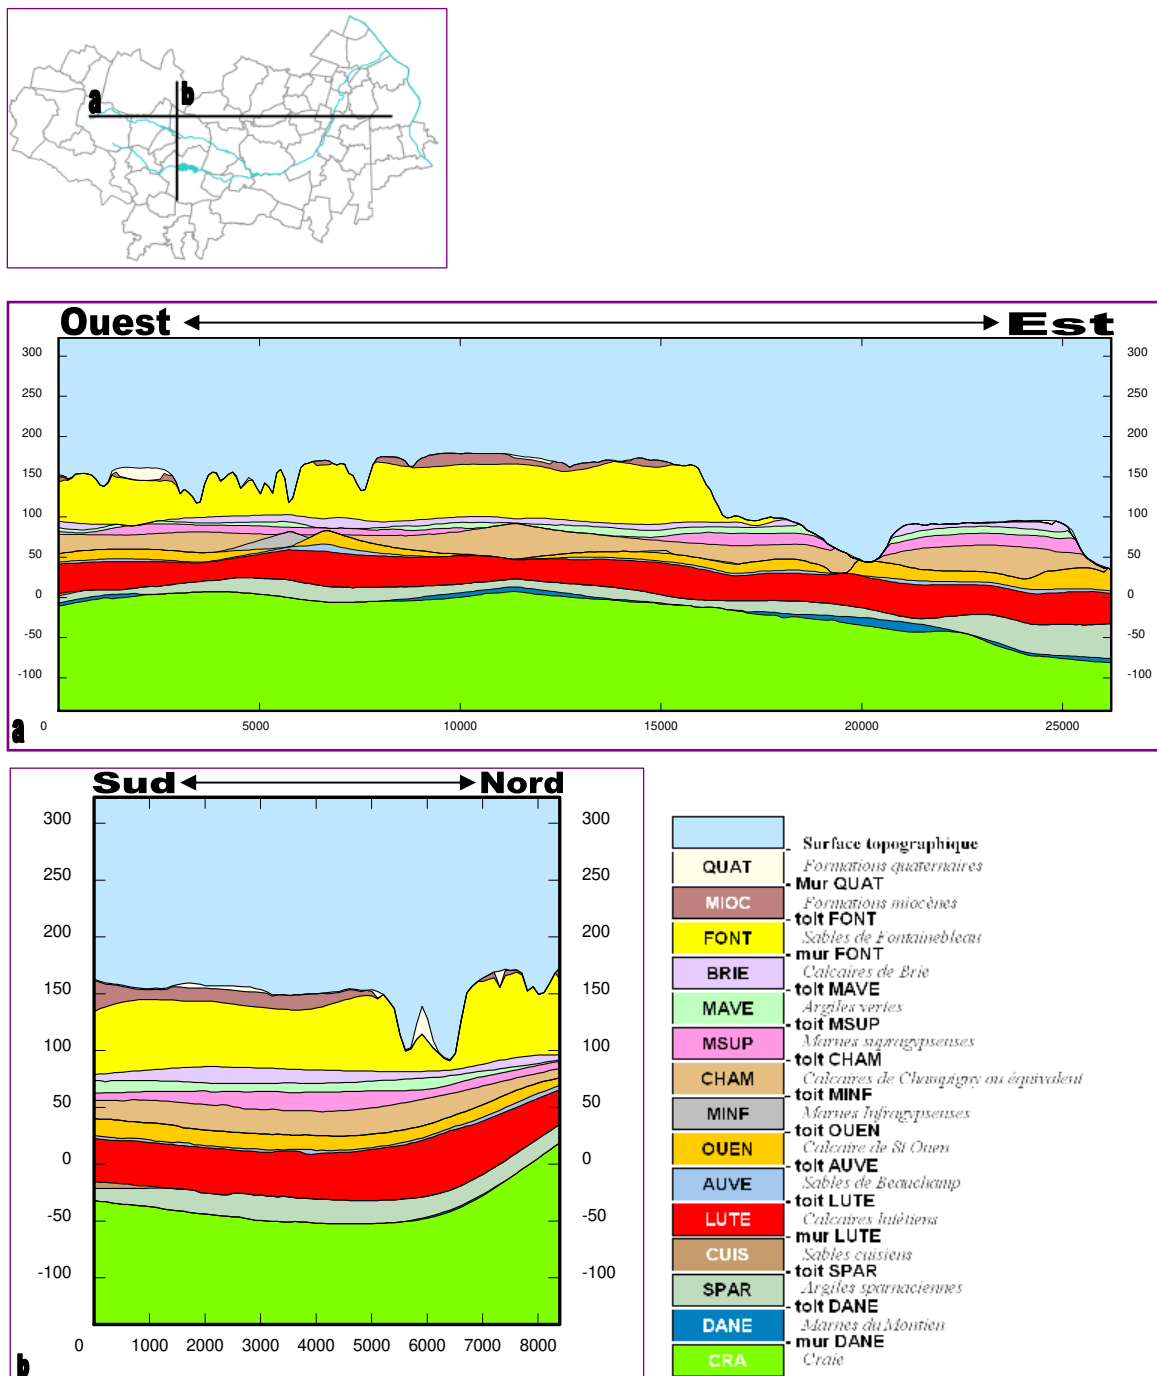 a
b
Ouest Est
300 300
250 250
200 200
150 150
100 100
50 50
0 0
-50 -50
-100 -100
a
0 5000 10000 15000 20000 25000
Sud Nord
300 300
250 250
200 200
150 150
100 100
50 50
0 0
-50 -50
-100 -100
0 1000 2000 3000 4000 5000 6000 7000 8000
b
Surface topographique
QUAT Formations quaternaires
- Mur QUAT
MIOC Formations miocènes
- toit FONT
FONT Sables de Fontainebleau
- mur FONT
BRIE Calcaires de Brie
- toit MAVE
MAVE Argiles vertes
- toit MSUP
MSUP Marnes supragypseuses
- toit CHAM
CHAM Calcaires de Champigny ou équivalent
- toit MINF
MINF Marnes Infragypseuses
- toit OUEN
OUEN Calcaire de St Ouen
- toit AUVE
AUVE Sables de Beauchamp
- toit LUTE
LUTE Calcaires lutétiens
- mur LUTE
CUIS Sables cuisiens
- toit SPAR
SPAR Argiles sparnaciennes
- toit DANE
DANE Marnes du Montien
- mur DANE
CRA Craie